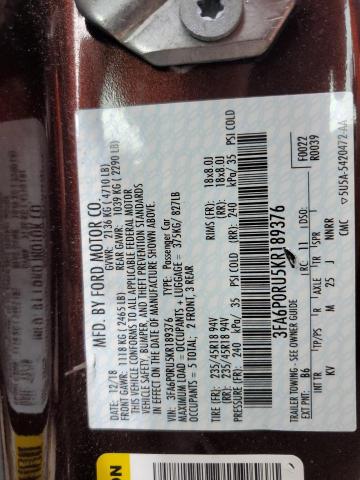 MFD. BY FORD MOTOR CO.
DATE: 12/18 GVWR: 2136 KG (4710 LB)
FRONT GAWR: 1118 KG (2465 LB) REAR GAWR: 1039 KG (2290 LB)
THIS VEHICLE CONFORMS TO ALL APPLICABLE FEDERAL MOTOR VEHICLE
SAFETY, BUMPER, AND THEFT PREVENTION STANDARDS
IN EFFECT ON THE DATE OF MANUFACTURE SHOWN ABOVE.
VIN: 3FA6P0RU5KR189376 TYPE: Passenger Car
MAXIMUM LOAD = OCCUPANTS + LUGGAGE = 375KG/ 827LB
OCCUPANTS = 5 TOTAL, 2 FRONT, 3 REAR
TIRE (FR): 235/45R18 94V RIMS (FR): 18x8.0J
TIRE (RR): 235/45R18 94V (RR): 18x8.0J
PRESSURE (FR): 240 kPa/ 35 PSI COLD
(RR): 240 kPa/ 35 PSI COLD
3FA6P0RU5KR189376
F0022
R0039
TRAILER TOWING - SEE OWNER GUIDE
EXT PNT: B6 RC: 11 DSO:
INT TR TP/PS R AXLE TR SPR
KV M 25 J NNRR
CMC 5U5A-5420472-AA
ON